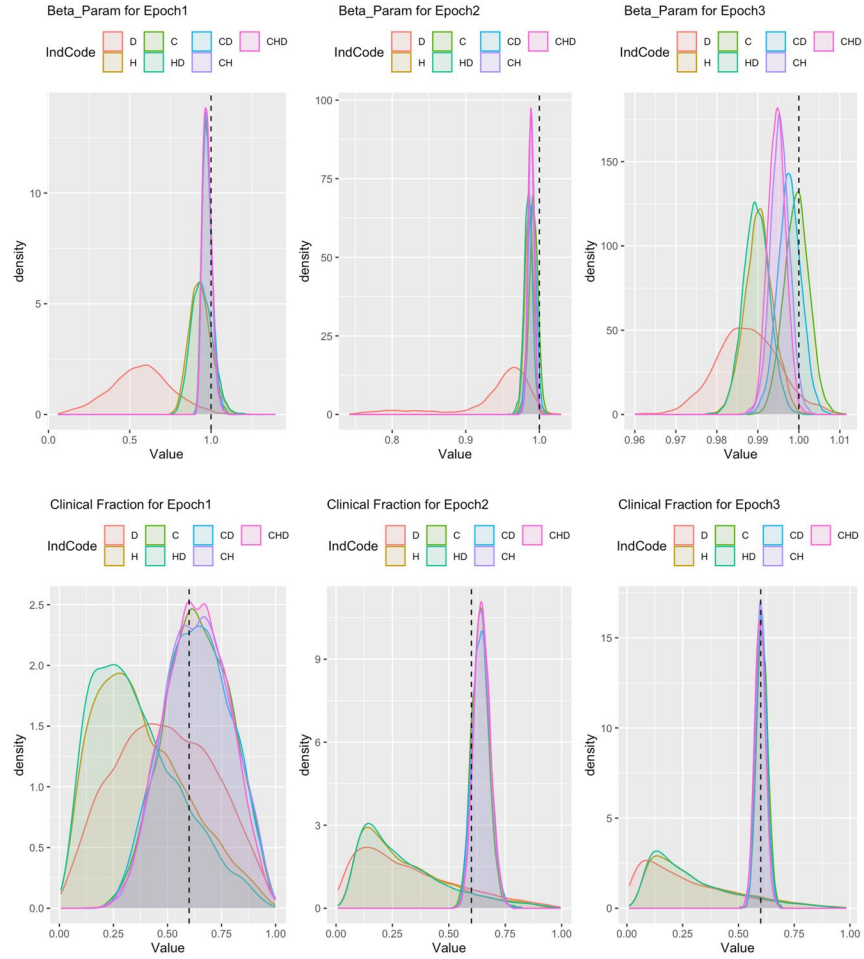 Beta_Param for Epoch1
IndCode D C CD CHD
H HD CH
10
5
0
density
0.0 0.5 1.0
Value
Beta_Param for Epoch2
IndCode D C CD CHD
H HD CH
100
75
50
25
0
density
0.8 0.9 1.0
Value
Beta_Param for Epoch3
IndCode D C CD CHD
H HD CH
150
100
50
0
density
0.96 0.97 0.98 0.99 1.00 1.01
Value
Clinical Fraction for Epoch1
IndCode D C CD CHD
H HD CH
2.5
2.0
1.5
1.0
0.5
0.0
density
0.00 0.25 0.50 0.75 1.00
Value
Clinical Fraction for Epoch2
IndCode D C CD CHD
H HD CH
9
6
3
0
density
0.00 0.25 0.50 0.75 1.00
Value
Clinical Fraction for Epoch3
IndCode D C CD CHD
H HD CH
15
10
5
0
density
0.00 0.25 0.50 0.75 1.00
Value